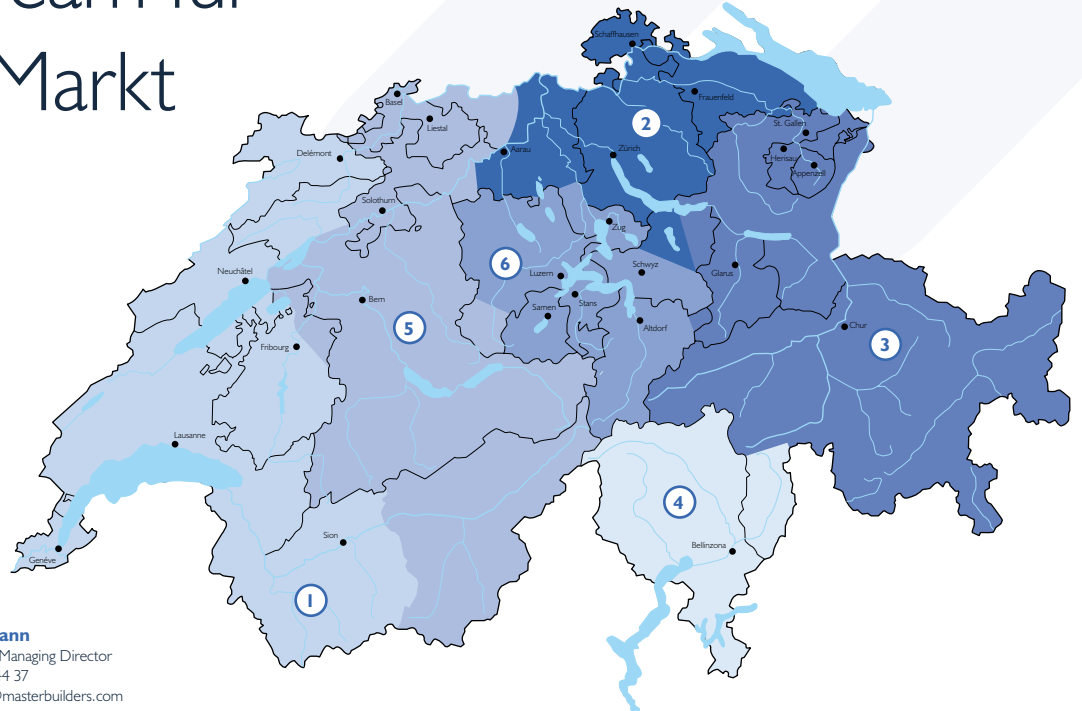 Markt
Schaffhausen
Basel
Frauenfeld
Liestal
2
St. Gallen
Aarau
Zürich
Delémont
Herisau
Appenzell
Solothurn
Zug
6
Schwyz
Neuchâtel
Luzern
Glarus
Bern
Stans
Sarnen
5
Altdorf
Chur
3
Fribourg
Lausanne
4
Sion
Bellinzona
Genéve
1
ann
Managing Director
4 37
@masterbuilders.com